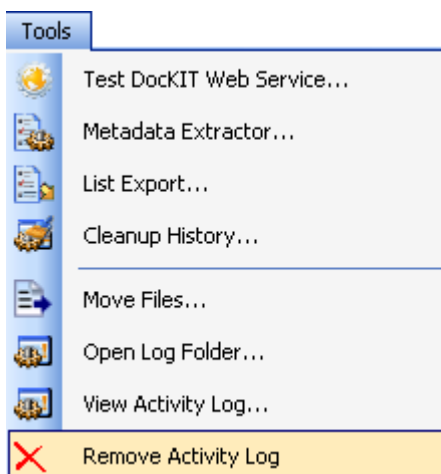 Tools
Test DocKIT Web Service...
Metadata Extractor...
List Export...
Cleanup History...
Move Files...
Open Log Folder...
View Activity Log...
Remove Activity Log